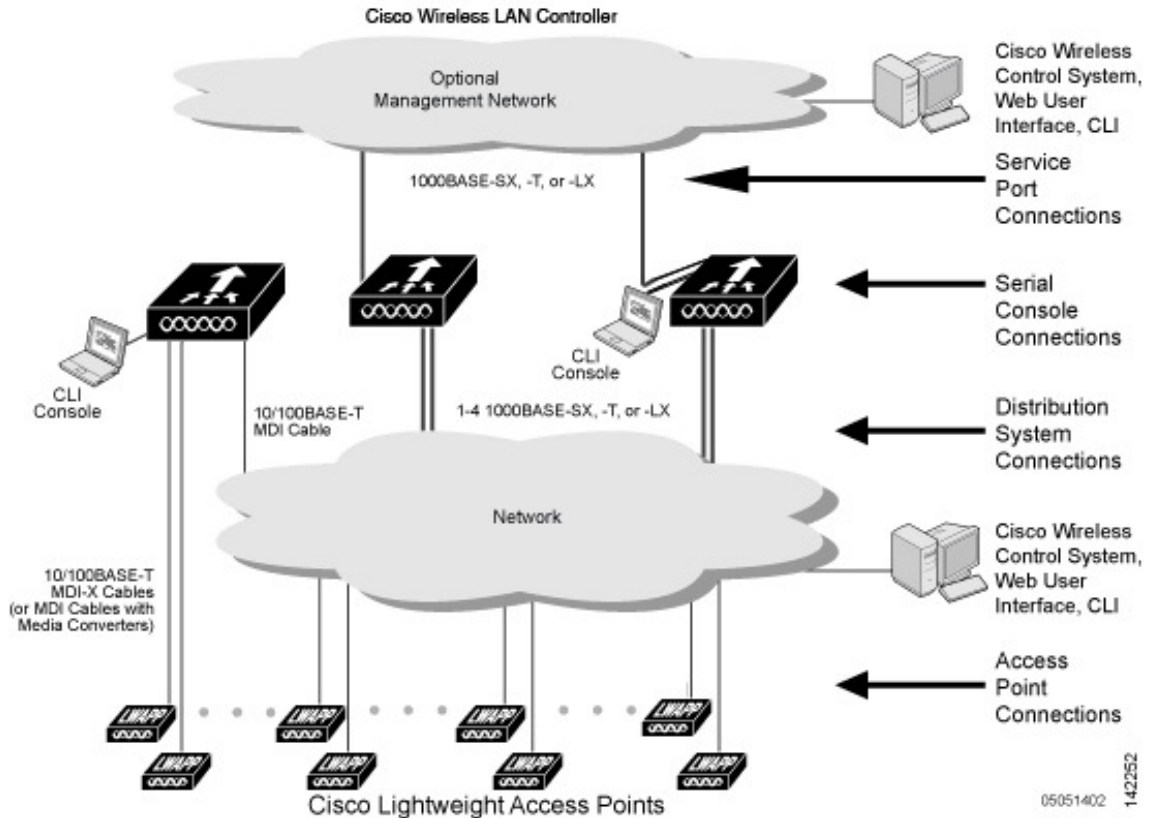 Cisco Wireless LAN Controller
Optional
Management Network
Cisco Wireless
Control System,
Web User
Interface, CLI
1000BASE-SX, -T, or -LX
Service
Port
Connections
Serial
Console
Connections
CLI
Console
CLI
Console
10/100BASE-T
MDI Cable
1-4 1000BASE-SX, -T, or -LX
Distribution
System
Connections
Network
Cisco Wireless
Control System,
Web User
Interface, CLI
10/100BASE-T
MDI-X Cables
(or MDI Cables with
Media Converters)
Access
Point
Connections
LWAPP
LWAPP
LWAPP
LWAPP
LWAPP
LWAPP
LWAPP
LWAPP
Cisco Lightweight Access Points
05051402
142252